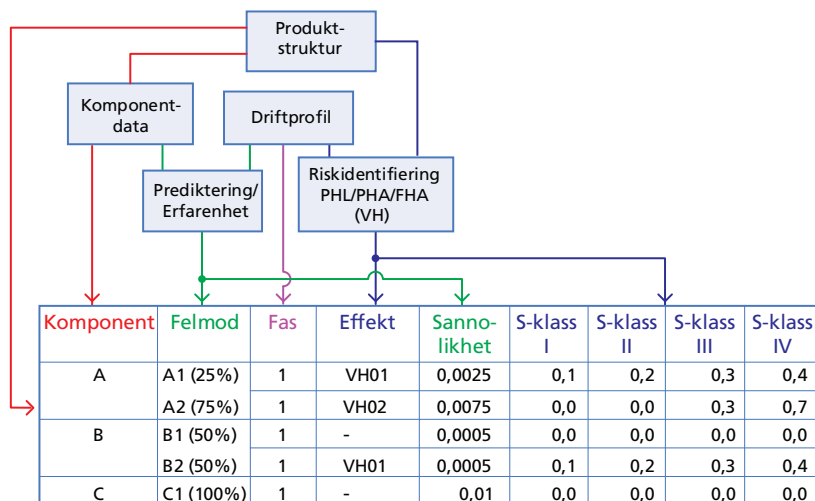 Produkt-
struktur
Komponent-
data
Driftprofil
Prediktering/
Erfarenhet
Riskidentifiering
PHL/PHA/FHA
(VH)
Komponent Felmod Fas Effekt Sanno-
likhet S-klass
I S-klass
II S-klass
III S-klass
IV
A A1 (25%) 1 VH01 0,0025 0,1 0,2 0,3 0,4
A2 (75%) 1 VH02 0,0075 0,0 0,0 0,3 0,7
B B1 (50%) 1 - 0,0005 0,0 0,0 0,0 0,0
B2 (50%) 1 VH01 0,0005 0,1 0,2 0,3 0,4
C C1 (100%) 1 - 0,01 0,0 0,0 0,0 0,0